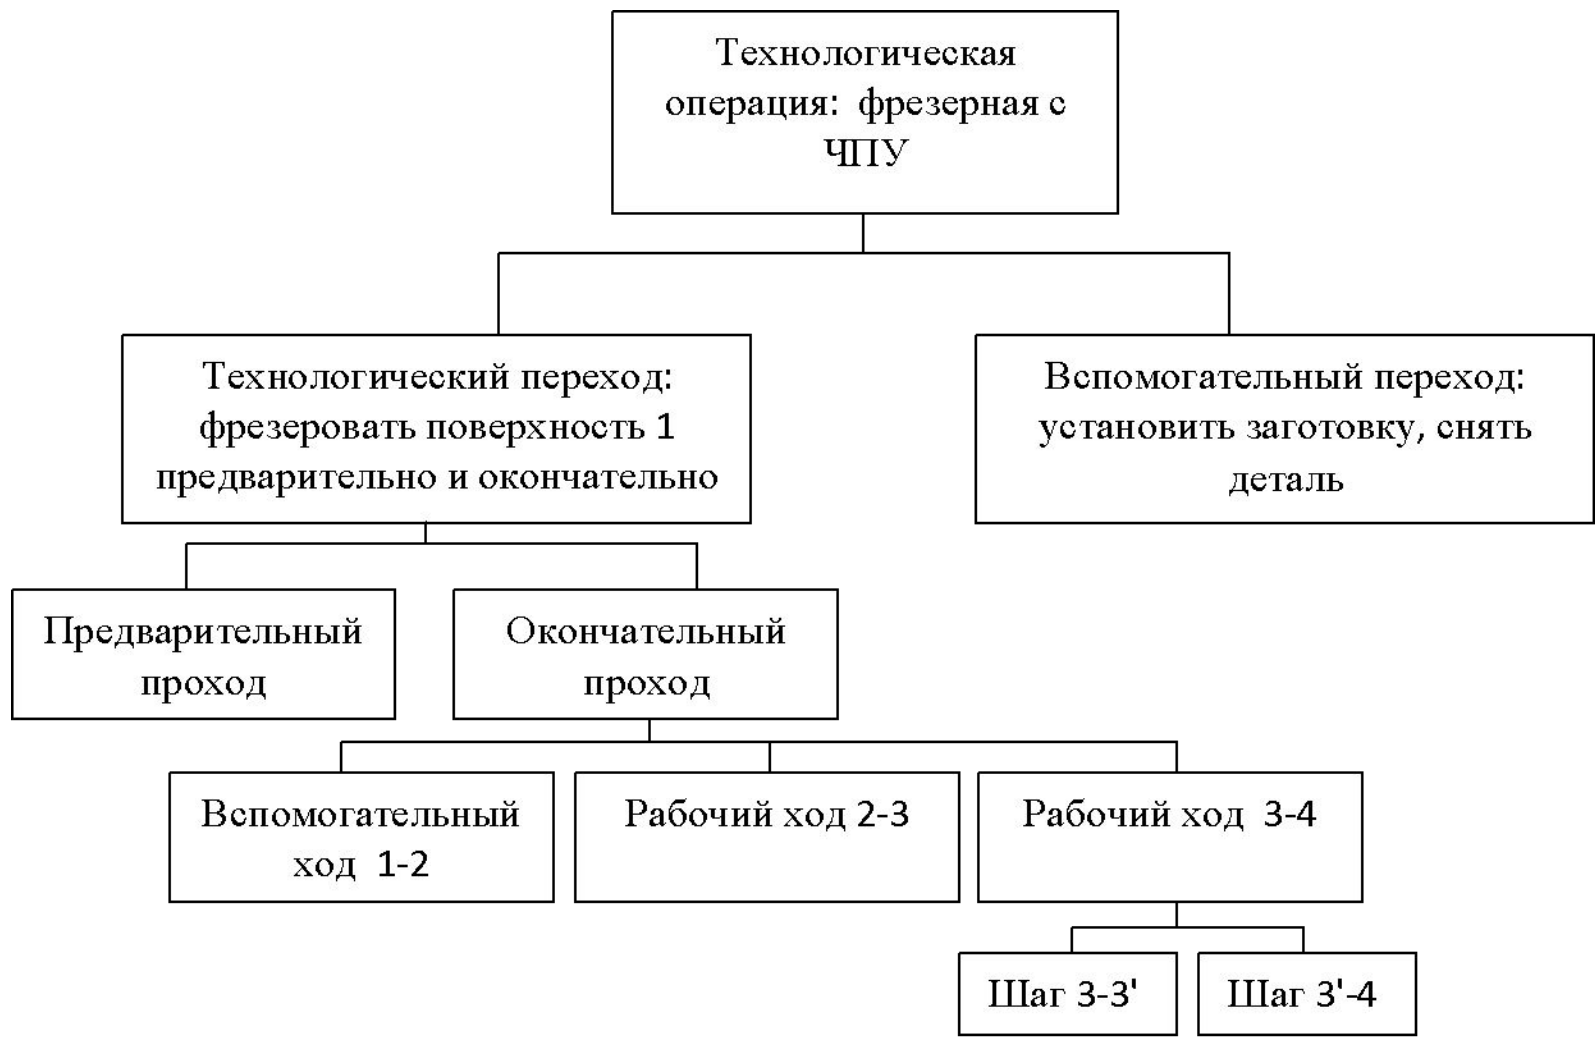 Технологическая
операция: фрезерная с
ЧПУ
Технологический переход:
фрезеровать поверхность 1
предварительно и окончательно
Вспомогательный переход:
установить заготовку, снять
деталь
Предварительный
проход
Окончательный
проход
Вспомогательный
ход 1-2
Рабочий ход 2-3
Рабочий ход 3-4
Шаг 3-3'
Шаг 3'-4